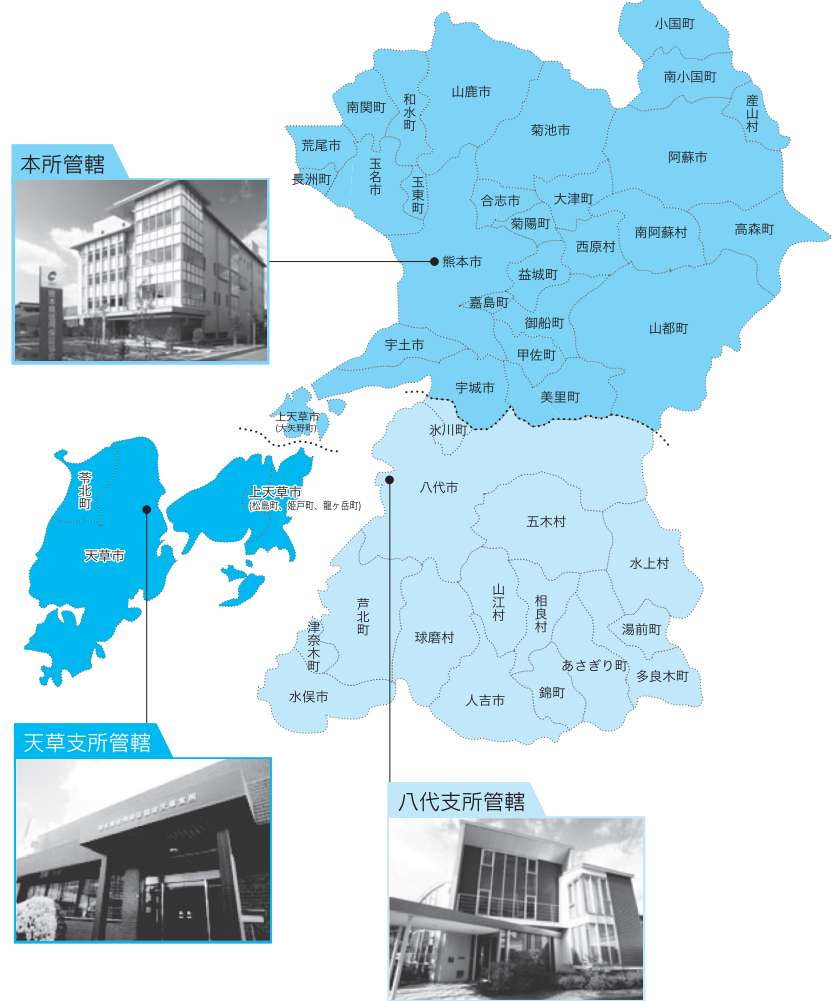 小国町
南小国町
産山村
山鹿市
和水町
南関町
菊池市
阿蘇市
荒尾市
玉名市
長洲町
玉東町
合志市
大津町
菊陽町
西原村
南阿蘇村
高森町
本所管轄
熊本市
益城町
嘉島町
御船町
山都町
宇土市
甲佐町
宇城市
美里町
上天草市
(大矢野町)
氷川町
八代市
苓北町
上天草市
(松島町、姫戸町、龍ヶ岳町)
天草市
五木村
水上村
山江村
相良村
芦北町
津奈木町
球磨村
湯前町
あさぎり町
多良木町
水俣市
人吉市
錦町
天草支所管轄
八代支所管轄